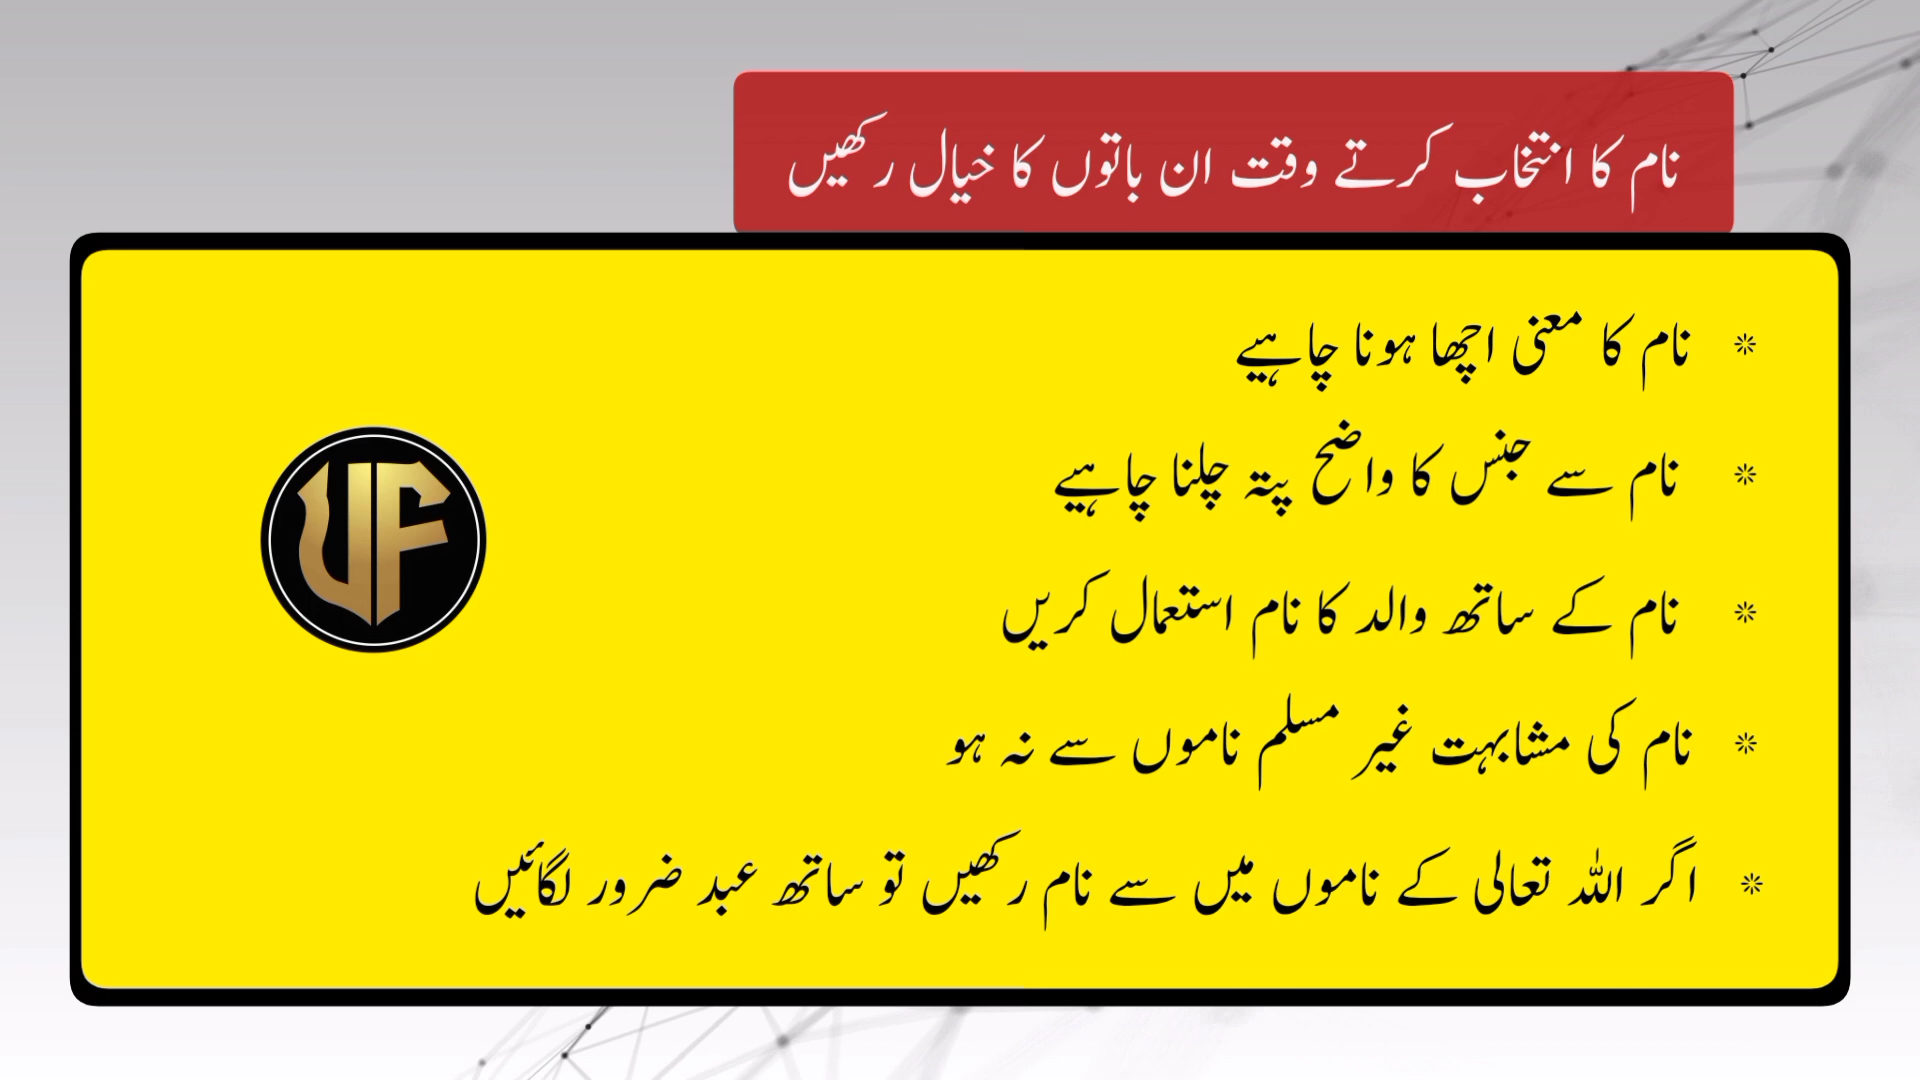 نام کا انتخاب کرتے وقت ان باتوں کا خیال رکھیں
* نام کا معنی اچھا ہونا چاہیے
* نام سے جنس کا واضح پتہ چلنا چاہیے
* نام کے ساتھ والد کا نام استعمال کریں
* نام کی مشابہت غیر مسلم ناموں سے نہ ہو
* اگر اللہ تعالی کے ناموں میں سے نام رکھیں تو ساتھ عبد ضرور لگائیں
UF